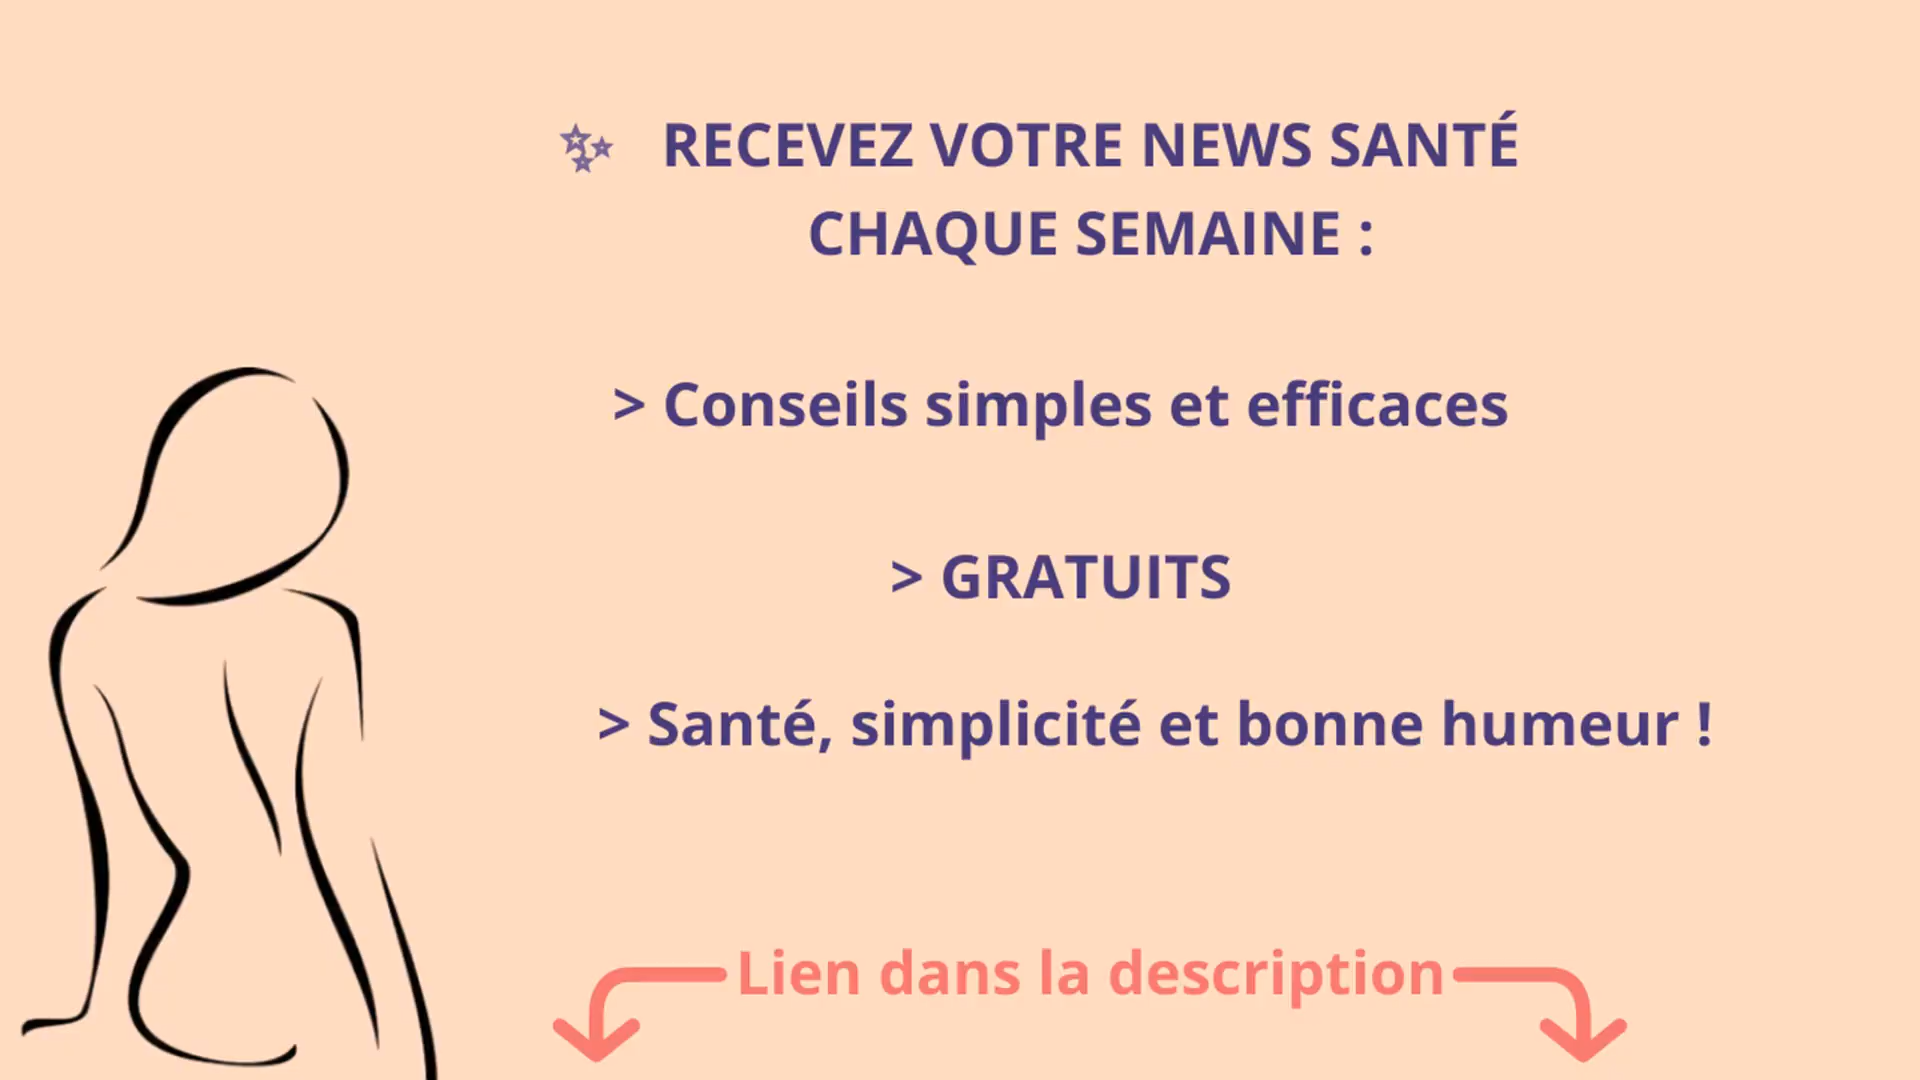 RECEVEZ VOTRE NEWS SANTÉ
CHAQUE SEMAINE :
> Conseils simples et efficaces
> GRATUITS
> Santé, simplicité et bonne humeur !
Lien dans la description